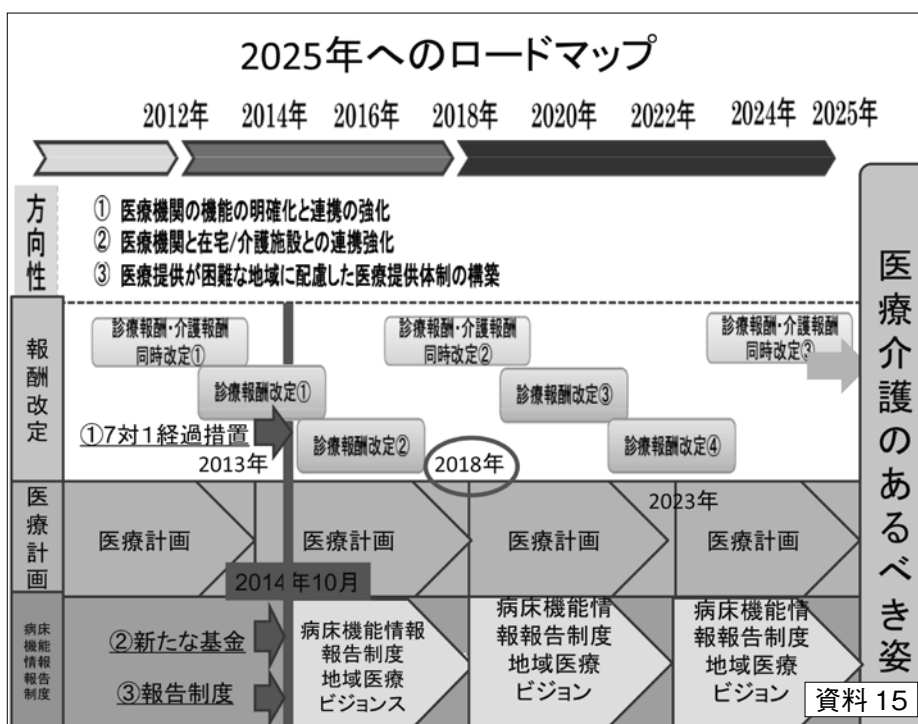 2025年へのロードマップ
2012年
2014年
2016年
2018年
2020年
2022年
2024年
2025年
方向性
① 医療機関の機能の明確化と連携の強化
② 医療機関と在宅/介護施設との連携強化
③ 医療提供が困難な地域に配慮した医療提供体制の構築
報酬改定
診療報酬・介護報酬
同時改定①
診療報酬・介護報酬
同時改定②
診療報酬・介護報酬
同時改定③
診療報酬改定①
診療報酬改定③
①7対1経過措置
診療報酬改定②
診療報酬改定④
2013年
2018年
2023年
医療計画
医療計画
医療計画
医療計画
医療計画
2014年10月
病床
機能
情報
報告
制度
②新たな基金
③報告制度
病床機能情報
報告制度
地域医療
ビジョンス
病床機能情
報報告制度
地域医療
ビジョン
病床機能情
報報告制度
地域医療
ビジョン
医療介護のあるべき姿
資料 15